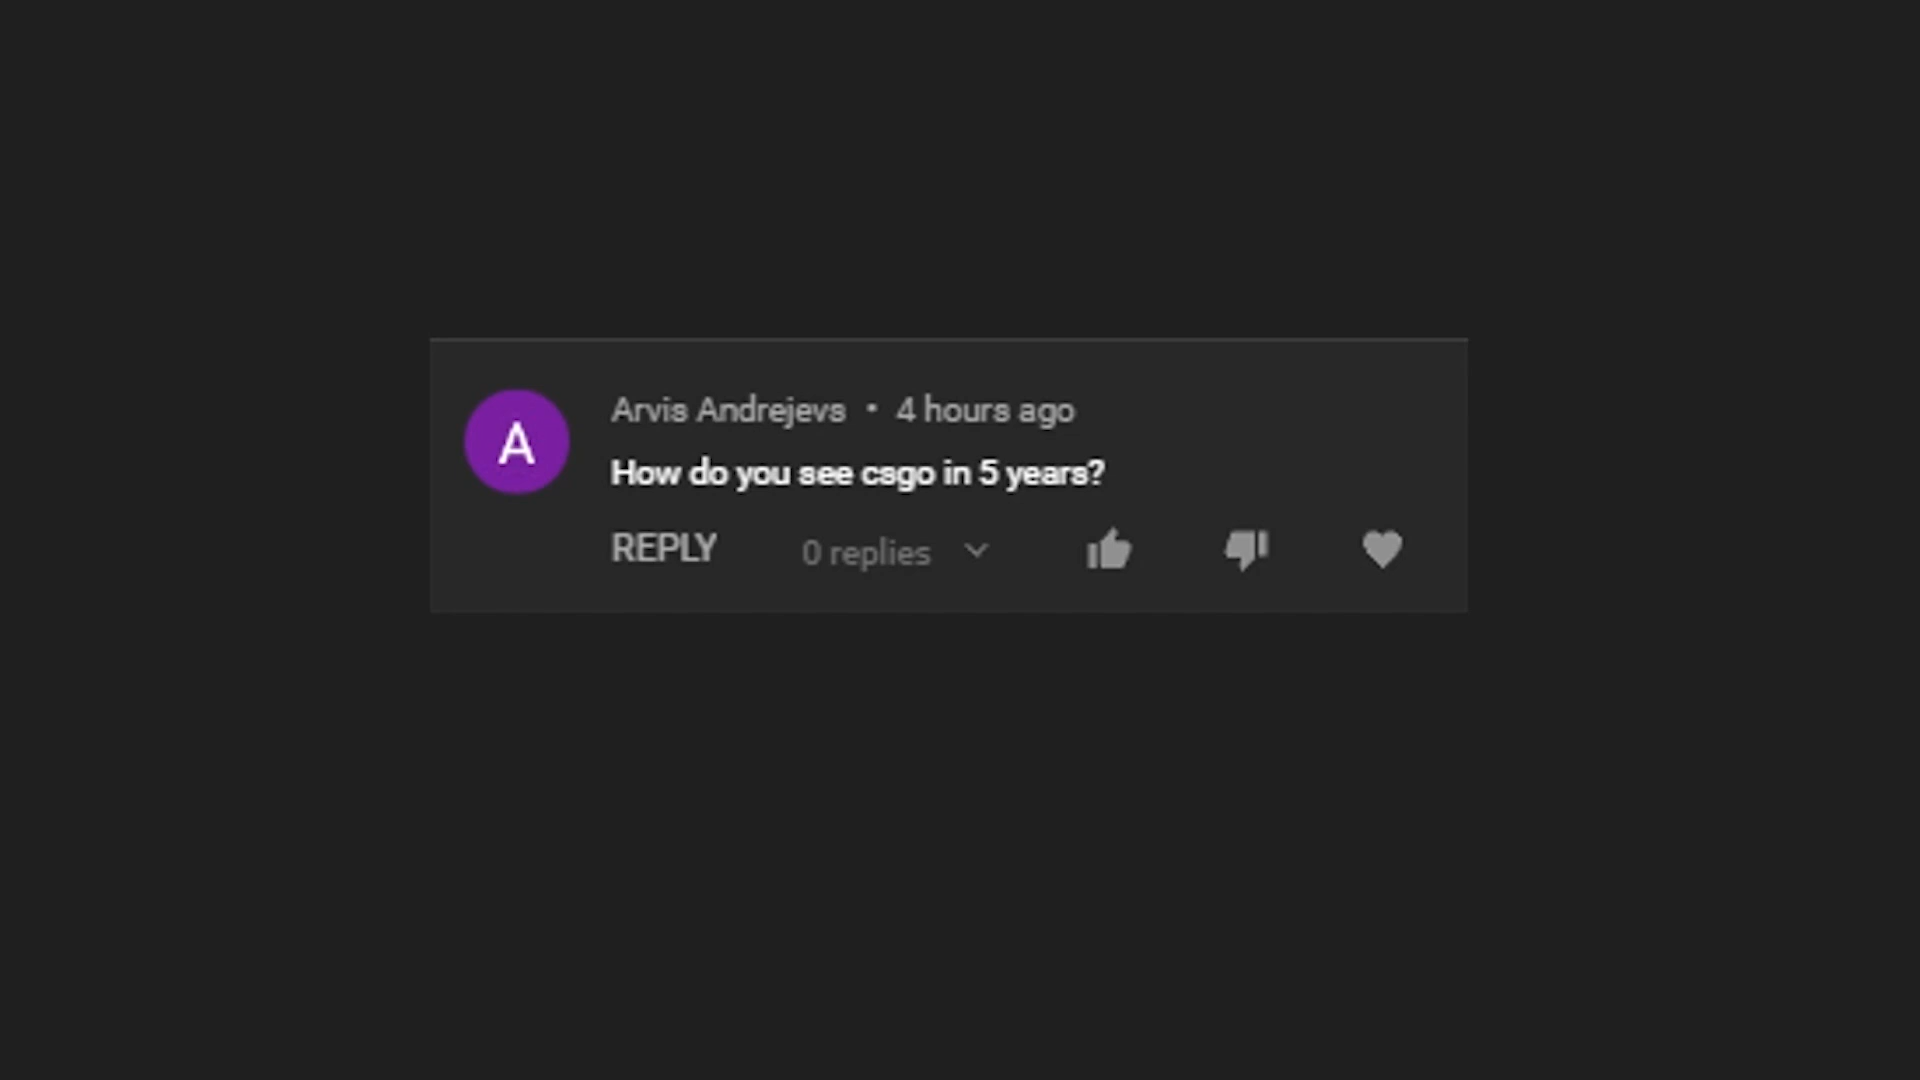 A
Arvis Andrejevs • 4 hours ago
How do you see csgo in 5 years?
REPLY 0 replies